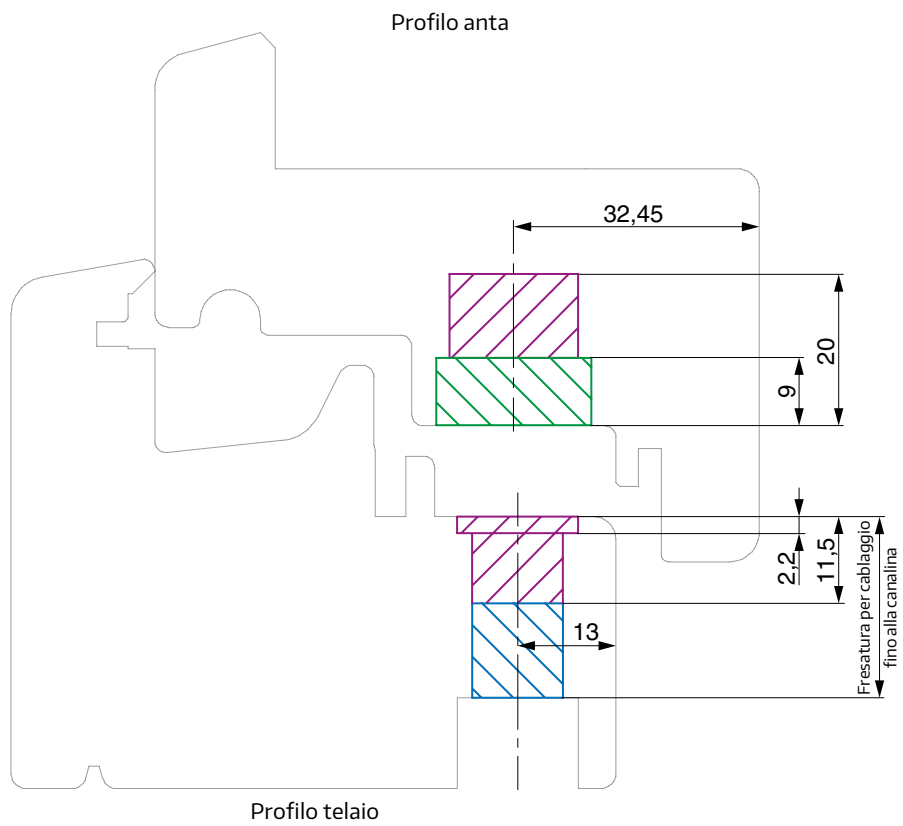 Profilo anta
32,45
20
9
2,2
11,5
Fresatura per cablaggio
fino alla canalina
13
Profilo telaio